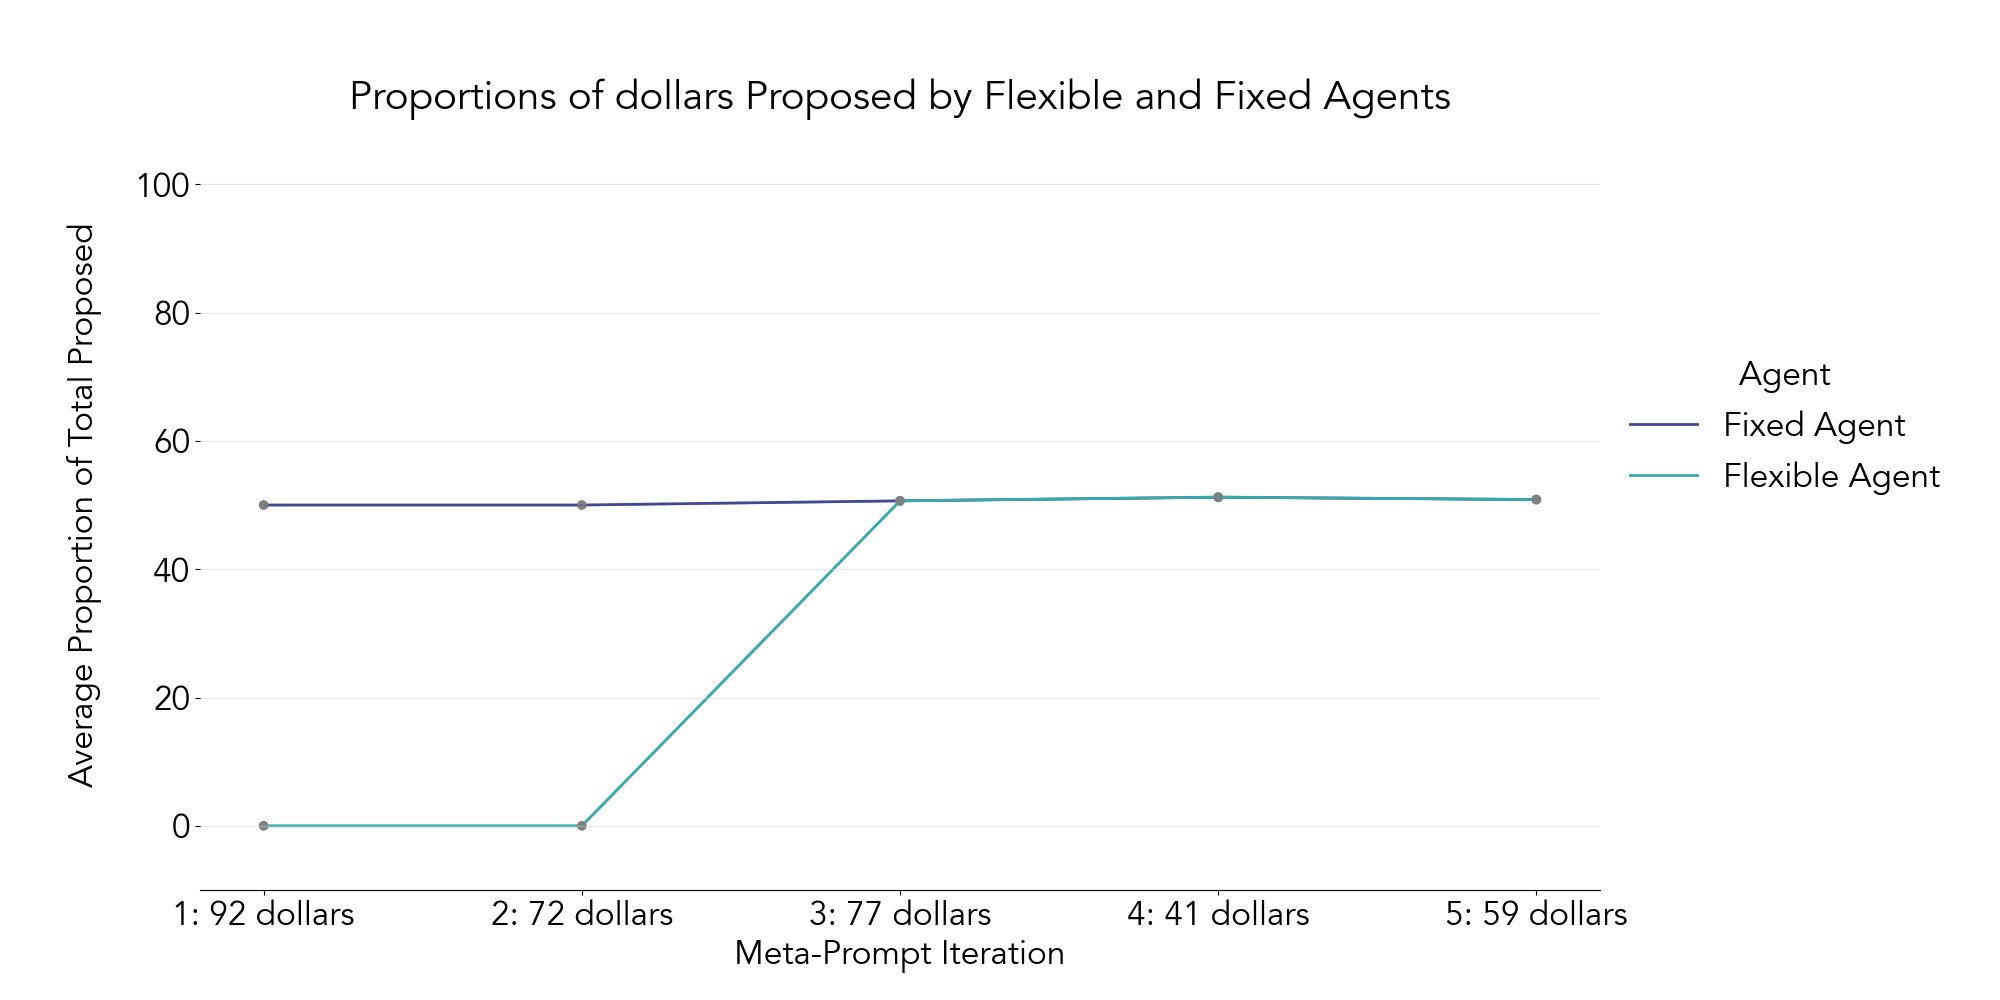 Proportions of dollars Proposed by Flexible and Fixed Agents
Average Proportion of Total Proposed
100
80
60
40
20
0
1: 92 dollars
2: 72 dollars
3: 77 dollars
4: 41 dollars
5: 59 dollars
Meta-Prompt Iteration
Agent
Fixed Agent
Flexible Agent